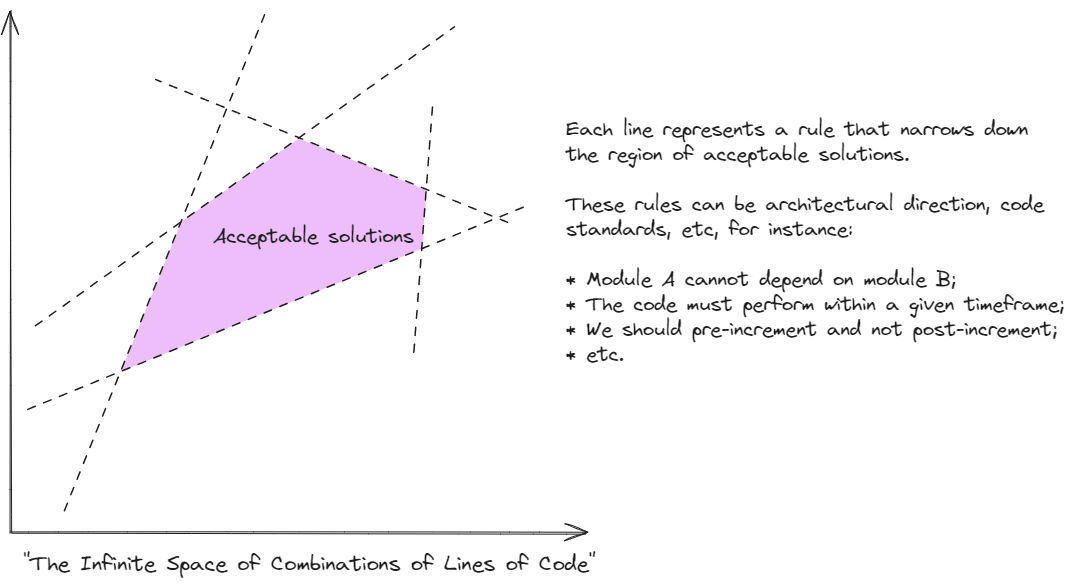 Each line represents a rule that narrows down
the region of acceptable solutions.
These rules can be architectural direction, code
standards, etc, for instance:
* Module A cannot depend on module B;
* The code must perform within a given timeframe;
* We should pre-increment and not post-increment;
* etc.
Acceptable solutions
"The Infinite Space of Combinations of Lines of Code"